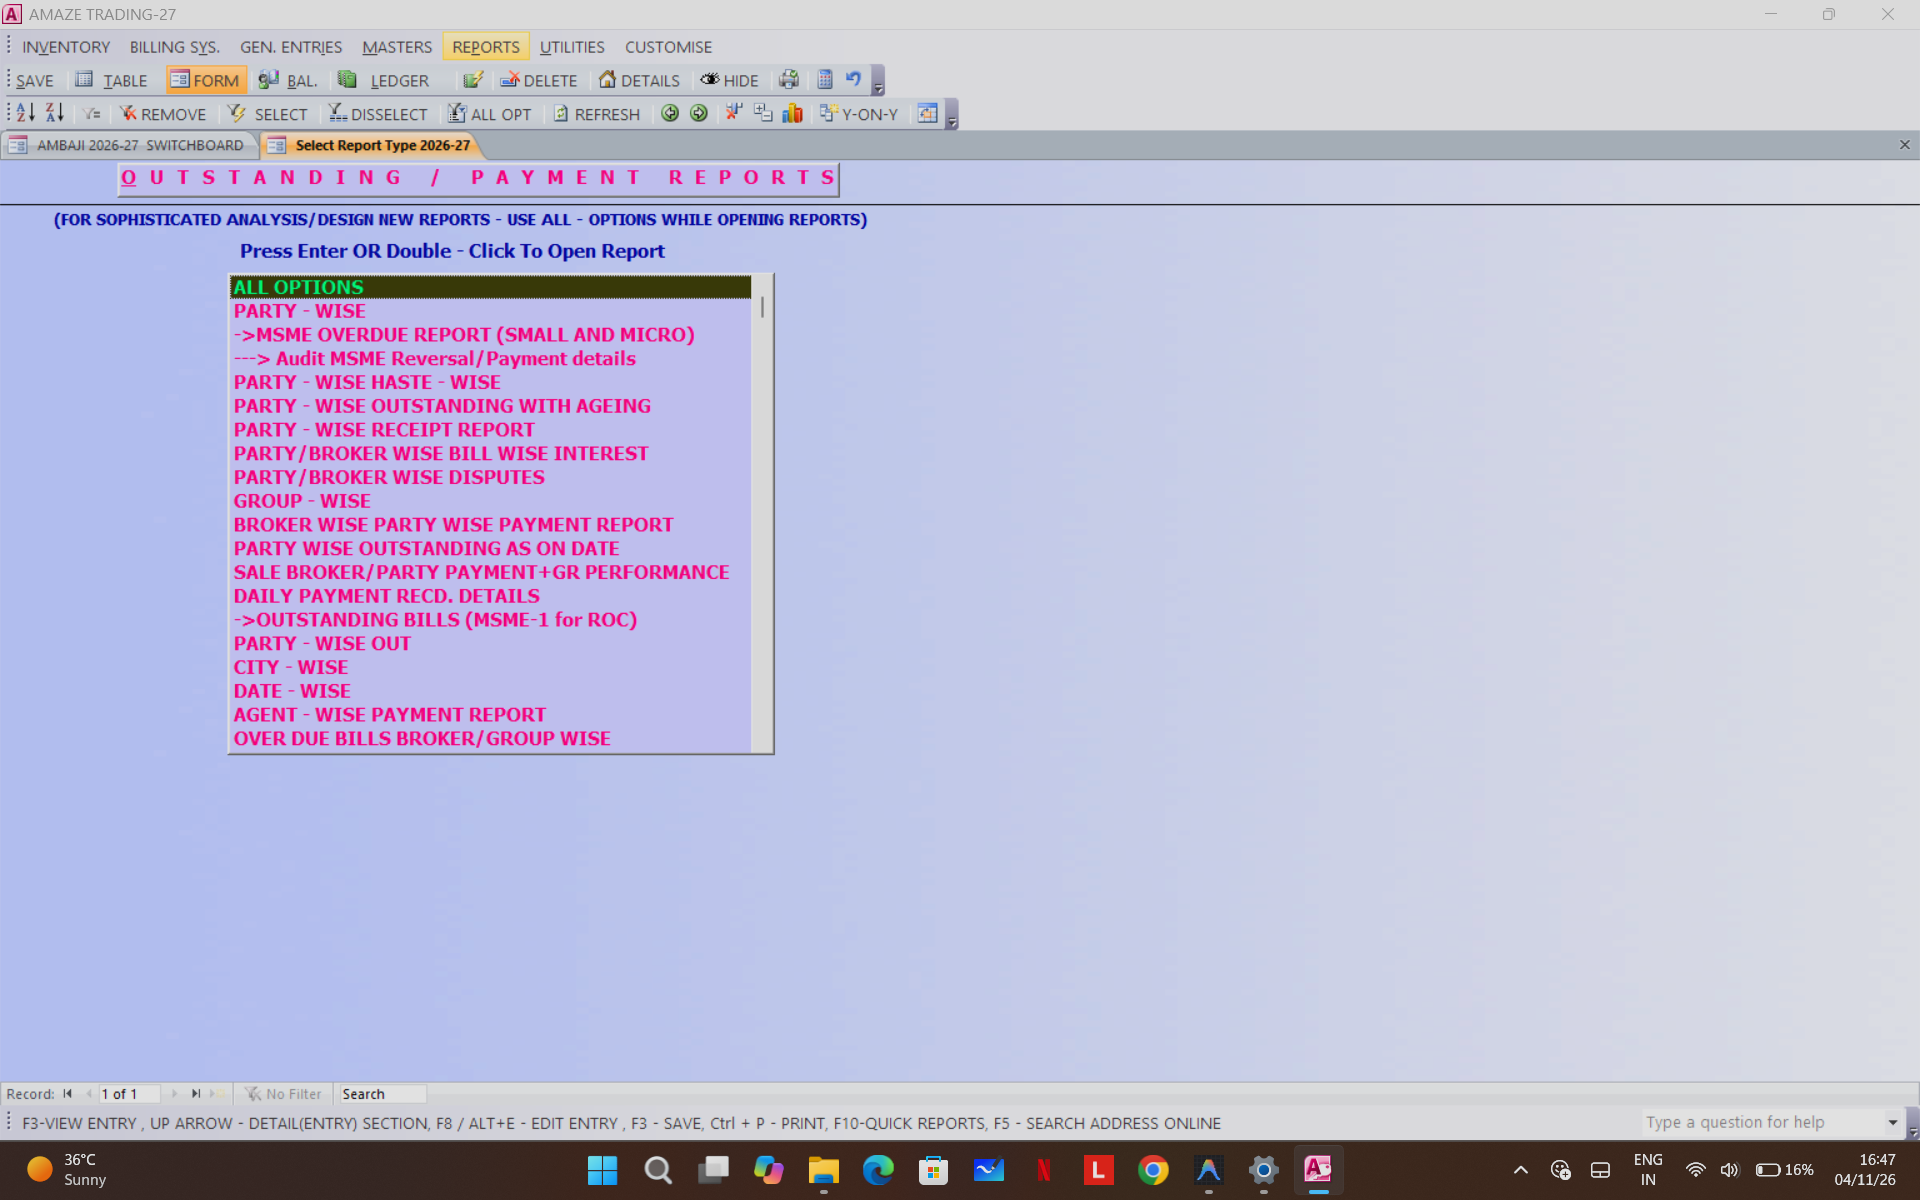 AMAZE TRADING-27
INVENTORY BILLING SYS. GEN. ENTRIES MASTERS REPORTS UTILITIES CUSTOMISE
SAVE TABLE FORM BAL. LEDGER DELETE DETAILS HIDE
REMOVE SELECT DISSELECT ALL OPT REFRESH Y-ON-Y
AMBAJI 2026-27 SWITCHBOARD Select Report Type 2026-27
OUTSTANDING / PAYMENT REPORTS
(FOR SOPHISTICATED ANALYSIS/DESIGN NEW REPORTS - USE ALL - OPTIONS WHILE OPENING REPORTS)
Press Enter OR Double - Click To Open Report
ALL OPTIONS
PARTY - WISE
->MSME OVERDUE REPORT (SMALL AND MICRO)
---> Audit MSME Reversal/Payment details
PARTY - WISE HASTE - WISE
PARTY - WISE OUTSTANDING WITH AGEING
PARTY - WISE RECEIPT REPORT
PARTY/BROKER WISE BILL WISE INTEREST
PARTY/BROKER WISE DISPUTES
GROUP - WISE
BROKER WISE PARTY WISE PAYMENT REPORT
PARTY WISE OUTSTANDING AS ON DATE
SALE BROKER/PARTY PAYMENT+GR PERFORMANCE
DAILY PAYMENT RECD. DETAILS
->OUTSTANDING BILLS (MSME-1 for ROC)
PARTY - WISE OUT
CITY - WISE
DATE - WISE
AGENT - WISE PAYMENT REPORT
OVER DUE BILLS BROKER/GROUP WISE
Record: 1 of 1 No Filter Search
F3-VIEW ENTRY , UP ARROW - DETAIL(ENTRY) SECTION, F8 / ALT+E - EDIT ENTRY , F3 - SAVE, Ctrl + P - PRINT, F10-QUICK REPORTS, F5 - SEARCH ADDRESS ONLINE
Type a question for help
36°C
Sunny
ENG
IN
16%
16:47
04/11/26